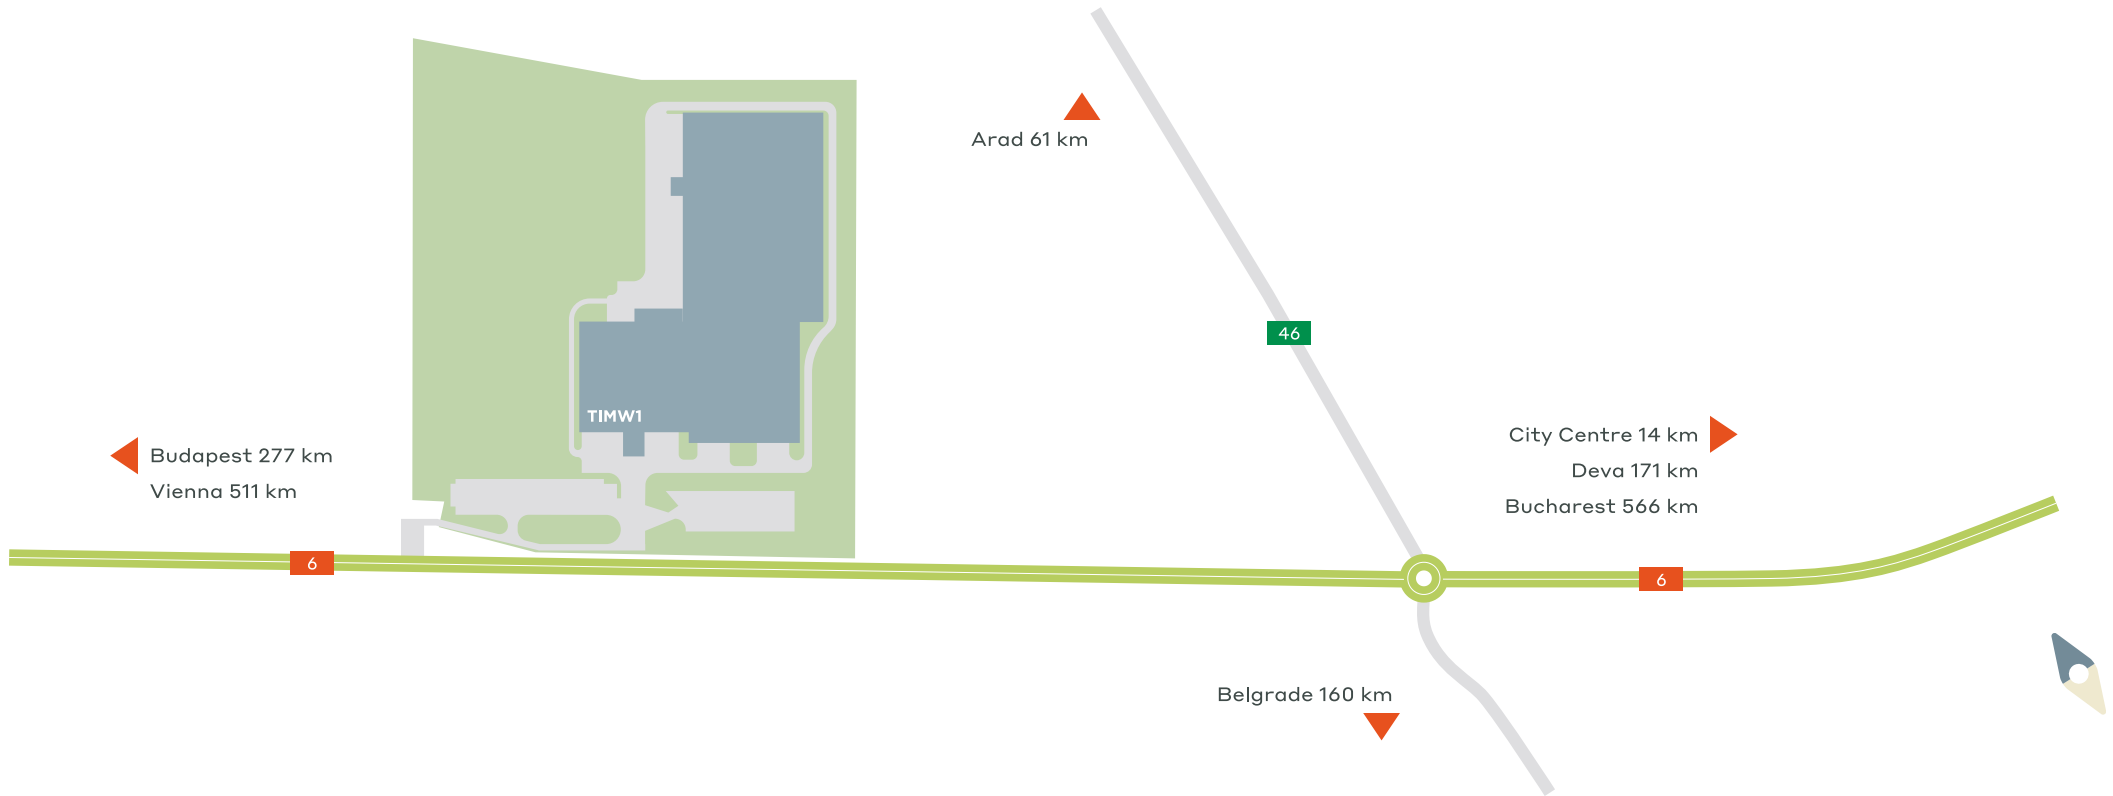 Arad 61 km
46
TIMW1
City Centre 14 km
Deva 171 km
Bucharest 566 km
Budapest 277 km
Vienna 511 km
6
6
Belgrade 160 km